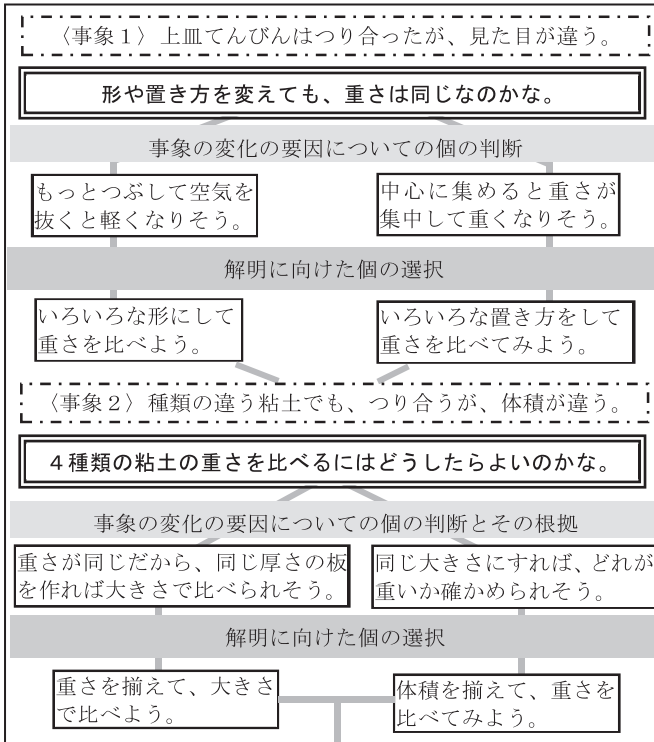 〈事象１〉上皿てんびんはつり合ったが、見た目が違う。
形や置き方を変えても、重さは同じなのかな。
事象の変化の要因についての個の判断
もっとつぶして空気を
抜くと軽くなりそう。
中心に集めると重さが
集中して重くなりそう。
解明に向けた個の選択
いろいろな形にして
重さを比べよう。
いろいろな置き方をして
重さを比べてみよう。
〈事象２〉種類の違う粘土でも、つり合うが、体積が違う。
４種類の粘土の重さを比べるにはどうしたらよいのかな。
事象の変化の要因についての個の判断とその根拠
重さが同じだから、同じ厚さの板
を作れば大きさで比べられそう。
同じ大きさにすれば、どれが
重いか確かめられそう。
解明に向けた個の選択
重さを揃えて、大きさ
で比べよう。
体積を揃えて、重さを
比べてみよう。